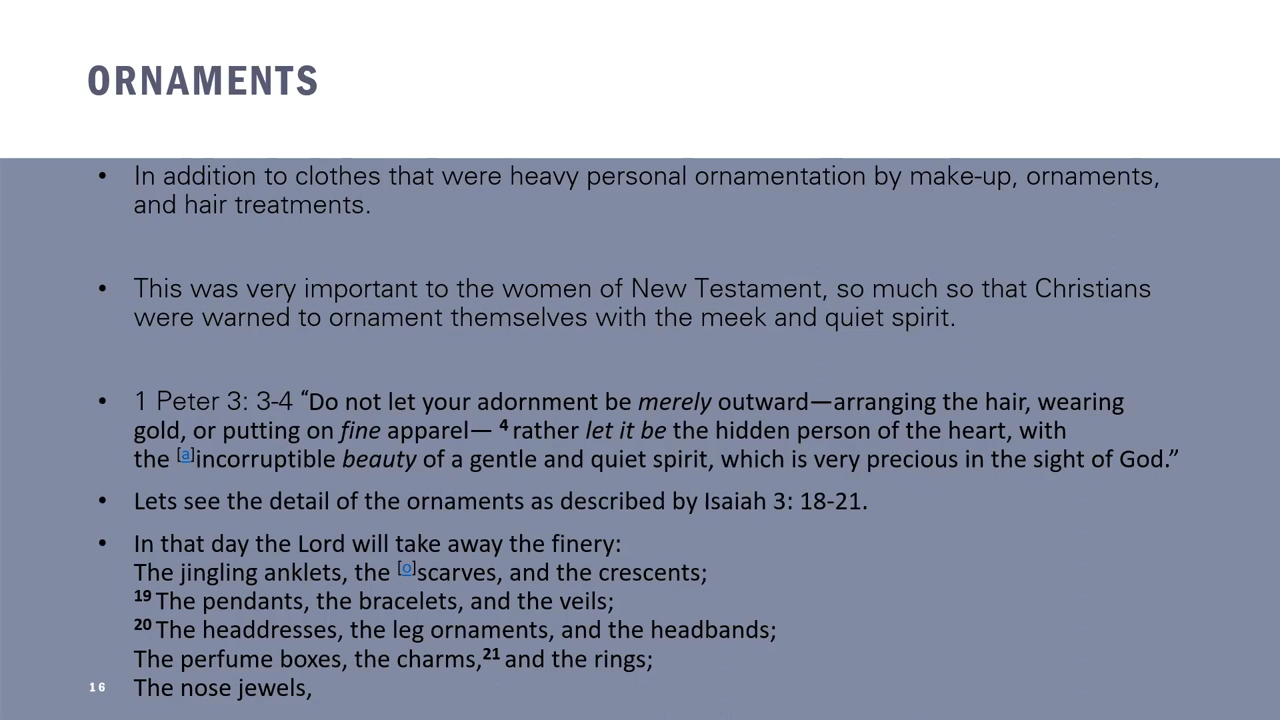 ORNAMENTS
• In addition to clothes that were heavy personal ornamentation by make-up, ornaments,
and hair treatments.
• This was very important to the women of New Testament, so much so that Christians
were warned to ornament themselves with the meek and quiet spirit.
• 1 Peter 3: 3-4 “Do not let your adornment be merely outward—arranging the hair, wearing
gold, or putting on fine apparel— 4 rather let it be the hidden person of the heart, with
the [a]incorruptible beauty of a gentle and quiet spirit, which is very precious in the sight of God.”
• Lets see the detail of the ornaments as described by Isaiah 3: 18-21.
• In that day the Lord will take away the finery:
The jingling anklets, the [o]scarves, and the crescents;
19 The pendants, the bracelets, and the veils;
20 The headdresses, the leg ornaments, and the headbands;
The perfume boxes, the charms,21 and the rings;
The nose jewels,
16